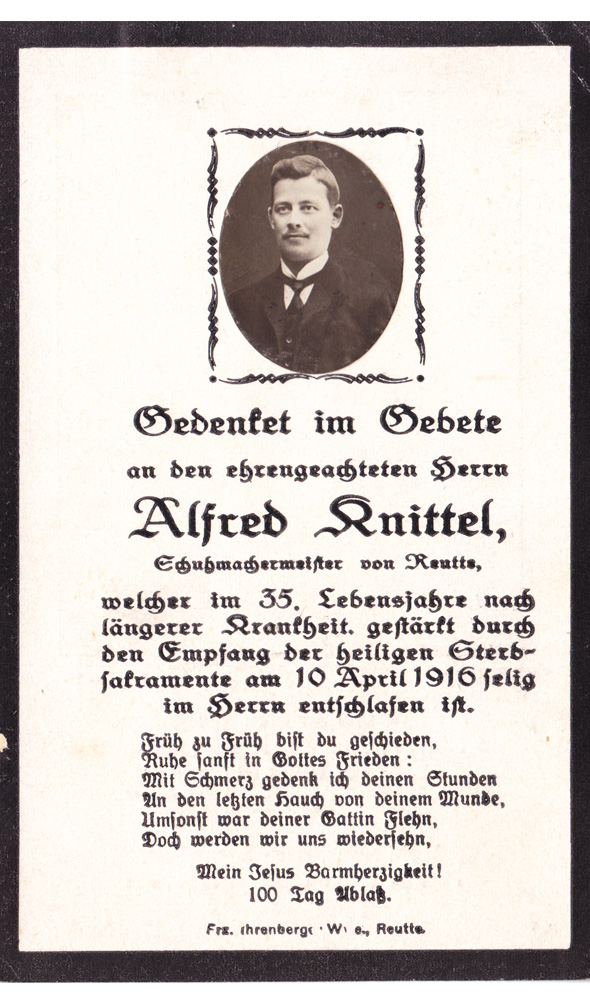 Gedenket im Gebete
an den ehrengeachteten Herrn
Alfred Knittel,
Schuhmachermeister von Reutte,
welcher im 35. Lebensjahre nach
längerer Krankheit. gestärkt durch
den Empfang der heiligen Sterb-
sakramente am 10 April 1916 selig
im Herrn entschlafen ist.
Früh zu Früh bist du geschieden,
Ruhe sanft in Gottes Frieden :
Mit Schmerz gedenk ich deinen Stunden
An den letzten Hauch von deinem Munde,
Umsonst war deiner Gattin Flehn,
Doch werden wir uns wiedersehn,
Mein Jesus Barmherzigkeit!
100 Tag Ablaß.
Frz. Reutte.